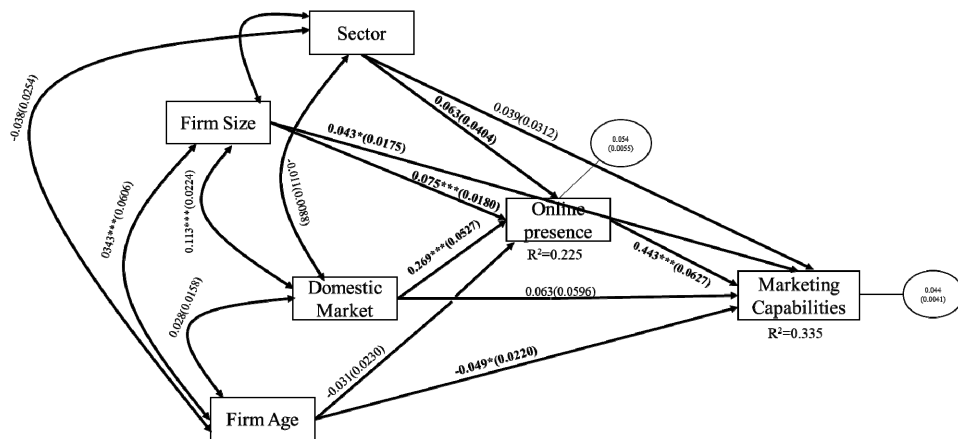 Sector
-0.038(0.0254)
Firm Size
0.063(0.0404)
0.039(0.0312)
0.043*(0.0175)
0.054
(0.0055)
0343***(0.0606)
0.113***(0.0224)
-0.011(0.0088)
0.075***(0.0180)
Online
presence
R²=0.225
0.269***(0.0527)
0.443***(0.0627)
Domestic
Market
0.063(0.0596)
Marketing
Capabilities
R²=0.335
0.044
(0.0041)
0.028(0.0158)
-0.031(0.0230)
-0.049*(0.0220)
Firm Age